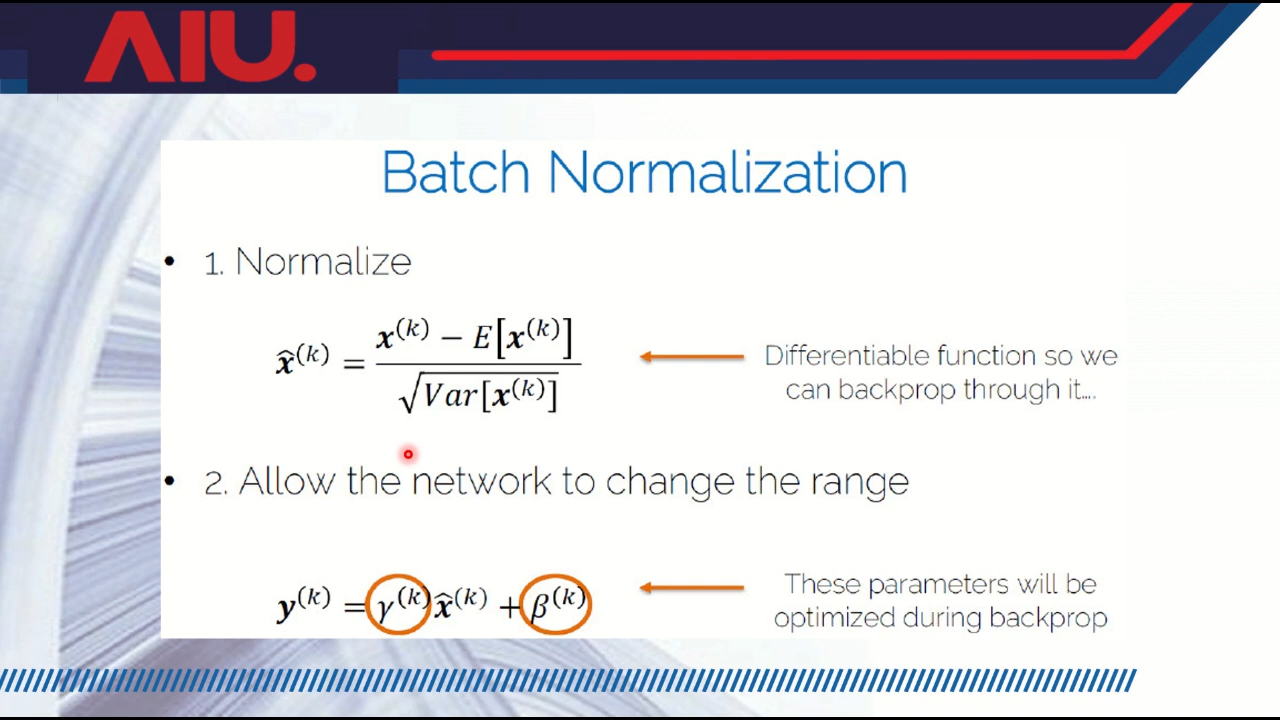 AIU.
Batch Normalization
• 1. Normalize
x̂^(k) = (x^(k) − E[x^(k)]) / √Var[x^(k)]
Differentiable function so we
can backprop through it....
• 2. Allow the network to change the range
y^(k) = γ^(k) x̂^(k) + β^(k)
These parameters will be
optimized during backprop